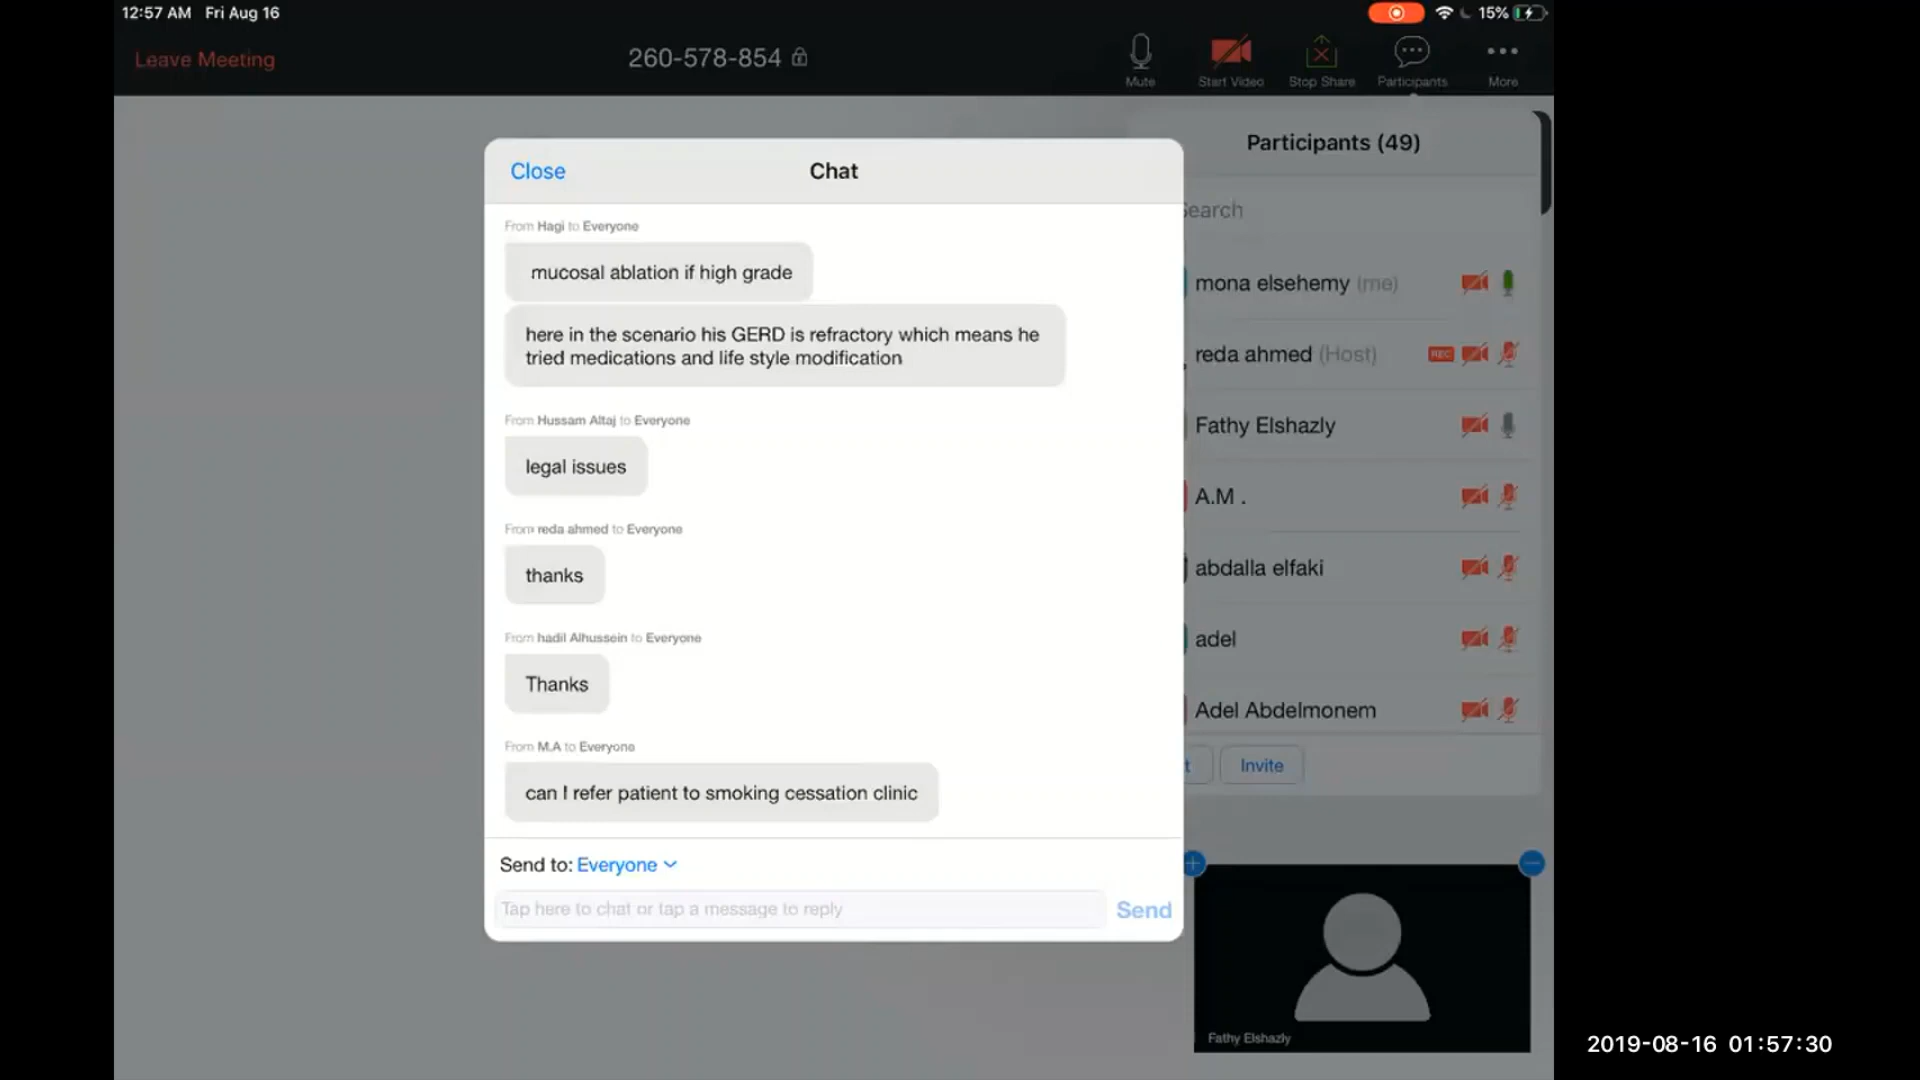 12:57 AM Fri Aug 16
15%
Leave Meeting
260-578-854
Mute
Start Video
Stop Share
Participants
More
Close
Chat
From Hagi to Everyone
mucosal ablation if high grade
here in the scenario his GERD is refractory which means he
tried medications and life style modification
From Hussam Altaj to Everyone
legal issues
From reda ahmed to Everyone
thanks
From hadil Alhussein to Everyone
Thanks
From M.A to Everyone
can I refer patient to smoking cessation clinic
Send to: Everyone
Tap here to chat or tap a message to reply
Send
Participants (49)
Search
mona elsehemy (me)
reda ahmed (Host)
REC
Fathy Elshazly
A.M .
abdalla elfaki
adel
Adel Abdelmonem
t
Invite
Fathy Elshazly
2019-08-16 01:57:30